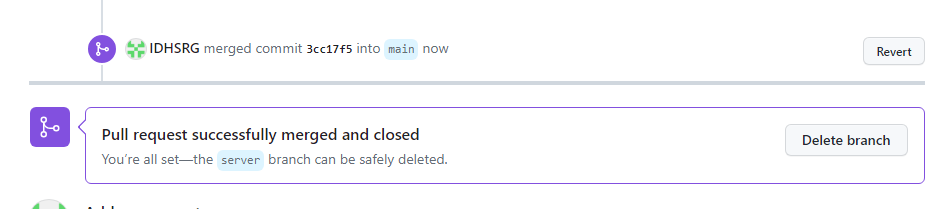 IDHSRG merged commit 3cc17f5 into main now
Revert
Pull request successfully merged and closed
You're all set—the server branch can be safely deleted.
Delete branch